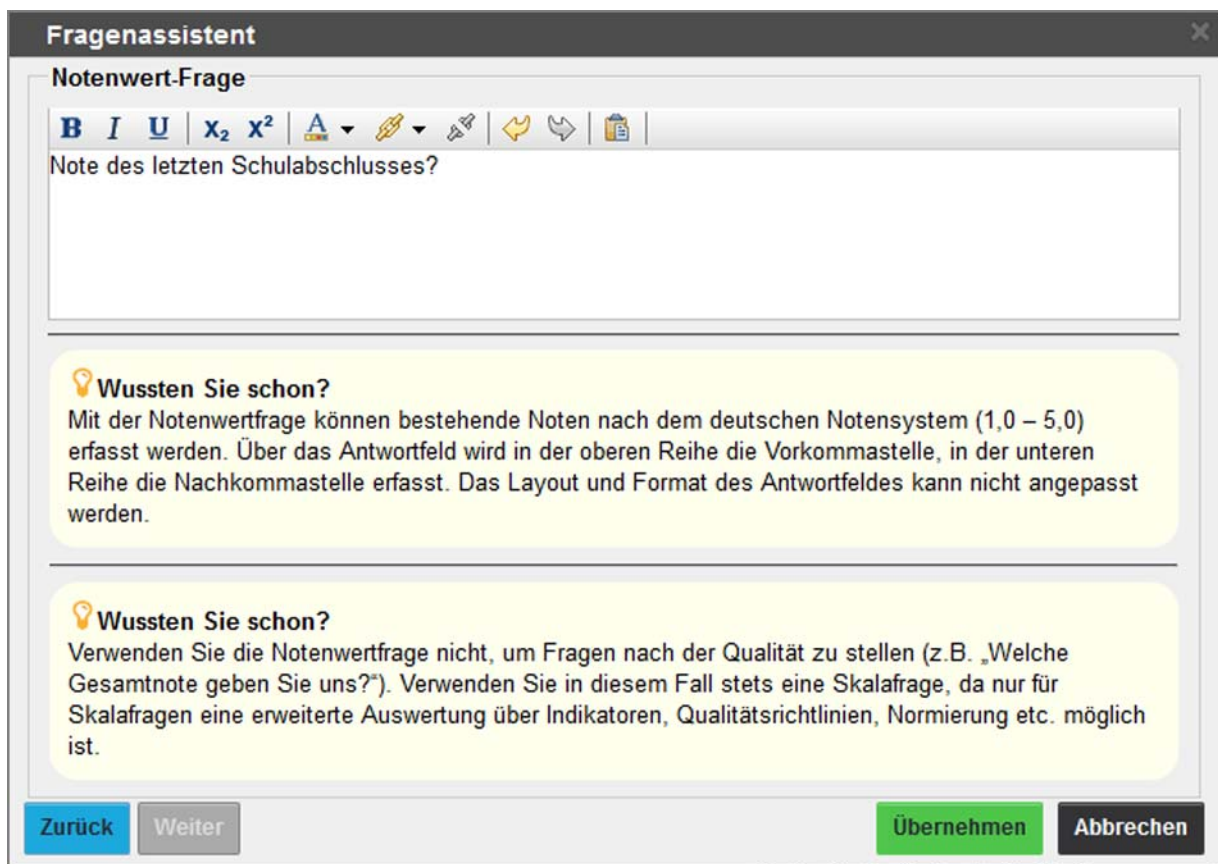 Fragenassistent
Notenwert-Frage
B I U X₂ X² A
Note des letzten Schulabschlusses?
Wussten Sie schon?
Mit der Notenwertfrage können bestehende Noten nach dem deutschen Notensystem (1,0 – 5,0)
erfasst werden. Über das Antwortfeld wird in der oberen Reihe die Vorkommastelle, in der unteren
Reihe die Nachkommastelle erfasst. Das Layout und Format des Antwortfeldes kann nicht angepasst
werden.
Wussten Sie schon?
Verwenden Sie die Notenwertfrage nicht, um Fragen nach der Qualität zu stellen (z.B. „Welche
Gesamtnote geben Sie uns?“). Verwenden Sie in diesem Fall stets eine Skalafrage, da nur für
Skalafragen eine erweiterte Auswertung über Indikatoren, Qualitätsrichtlinien, Normierung etc. möglich
ist.
Zurück Weiter Übernehmen Abbrechen